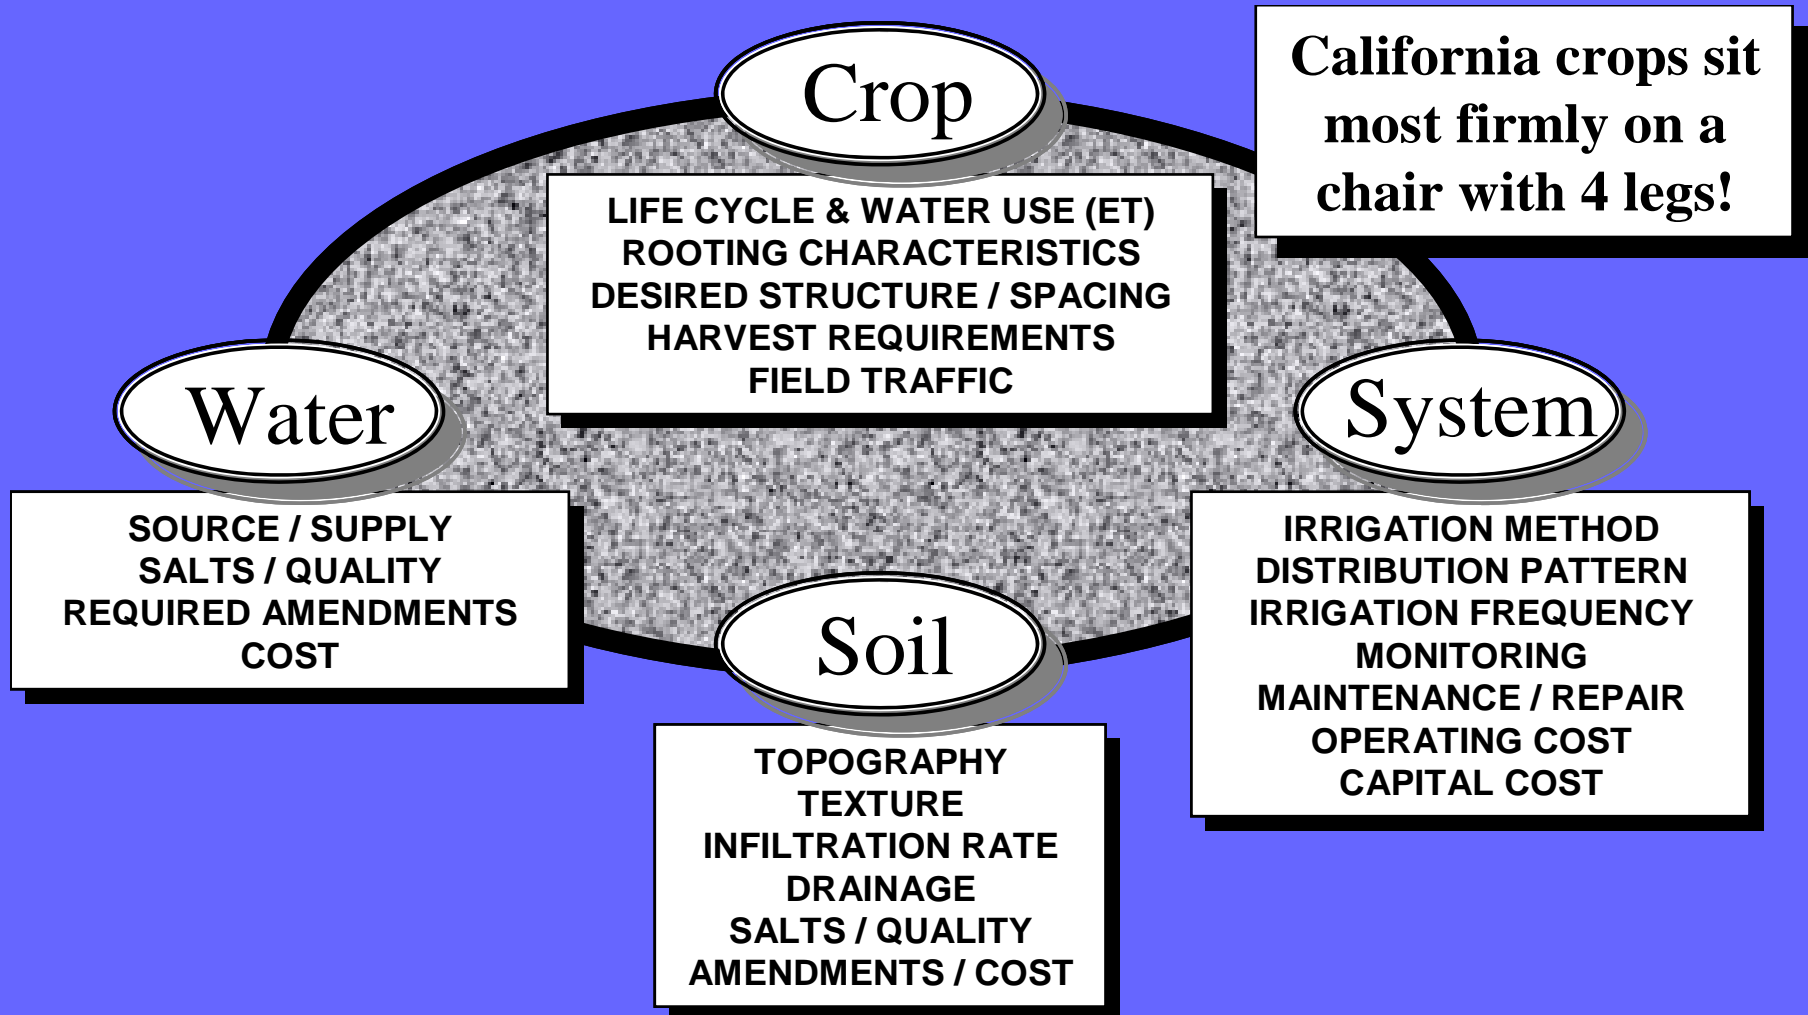 Crop
California crops sit
most firmly on a
chair with 4 legs!
LIFE CYCLE & WATER USE (ET)
ROOTING CHARACTERISTICS
DESIRED STRUCTURE / SPACING
HARVEST REQUIREMENTS
FIELD TRAFFIC
Water
SOURCE / SUPPLY
SALTS / QUALITY
REQUIRED AMENDMENTS
COST
System
IRRIGATION METHOD
DISTRIBUTION PATTERN
IRRIGATION FREQUENCY
MONITORING
MAINTENANCE / REPAIR
OPERATING COST
CAPITAL COST
Soil
TOPOGRAPHY
TEXTURE
INFILTRATION RATE
DRAINAGE
SALTS / QUALITY
AMENDMENTS / COST